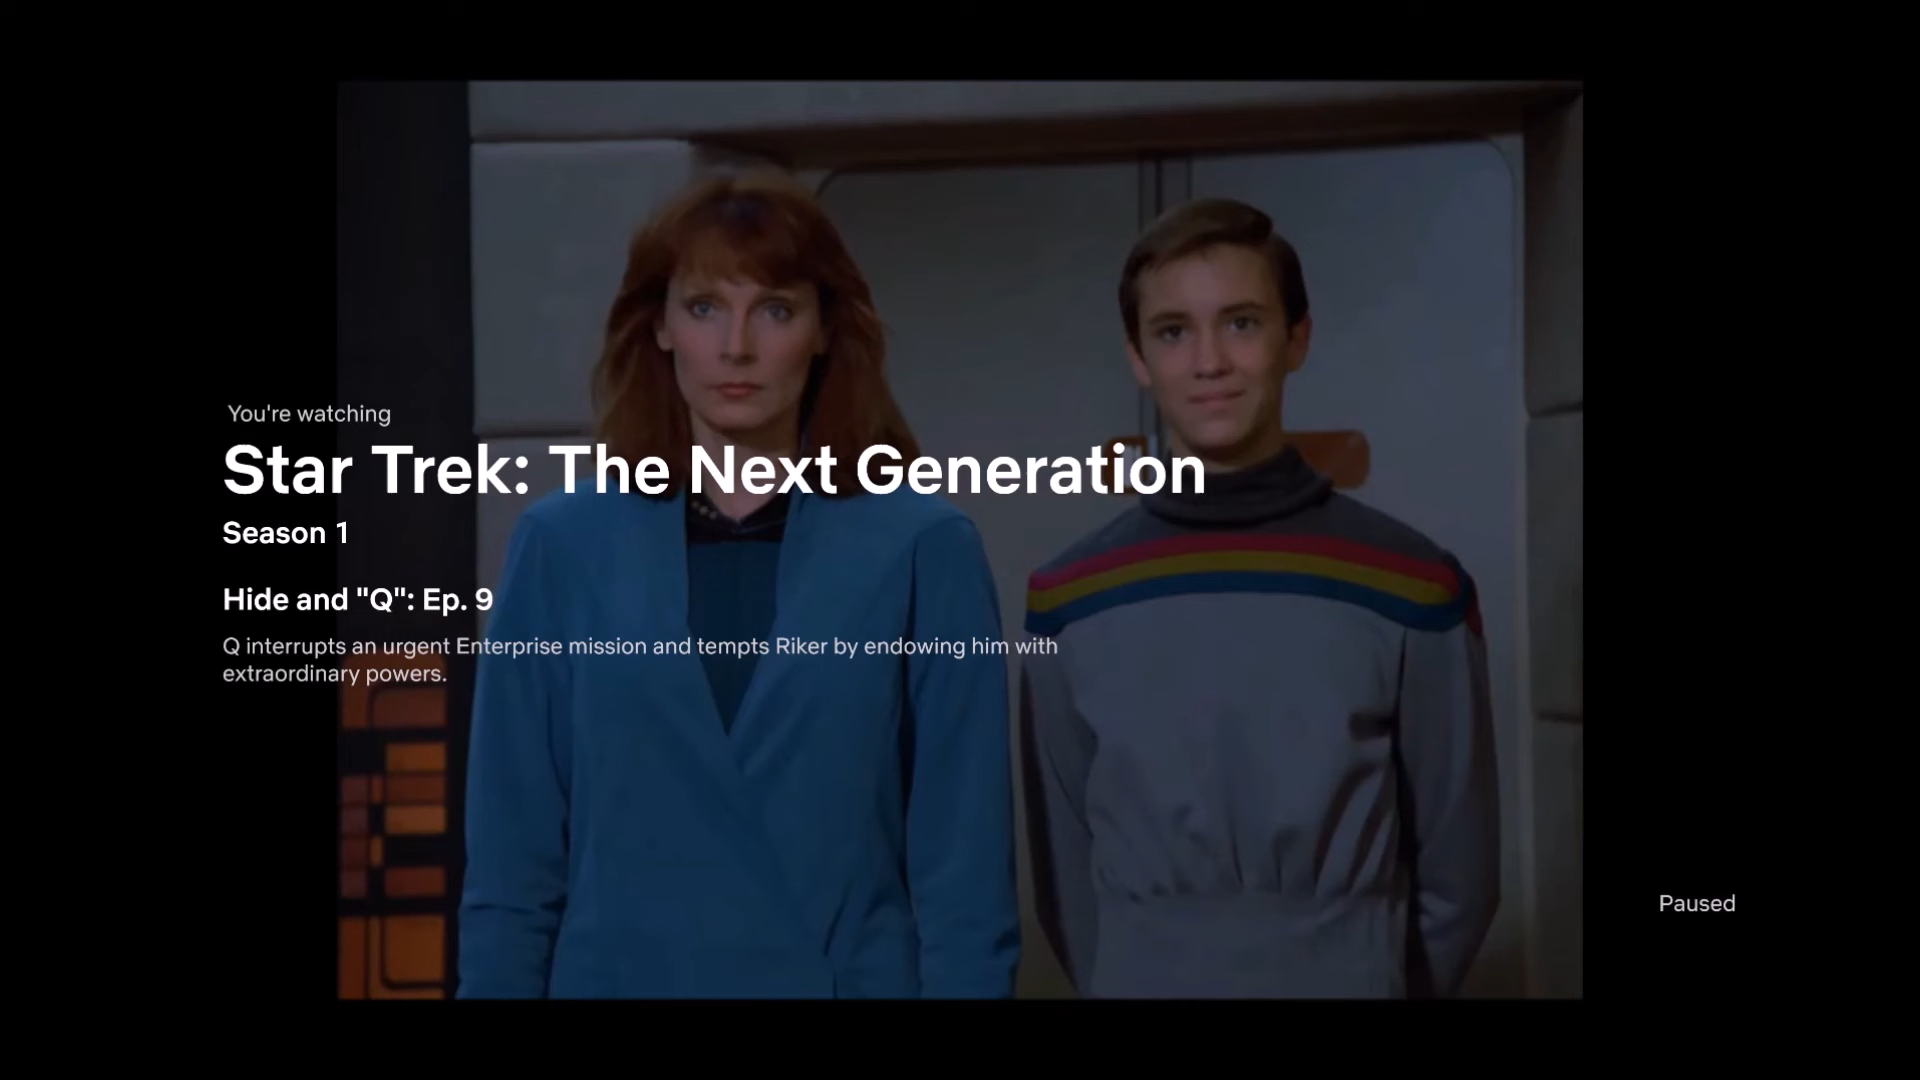 You're watching
Star Trek: The Next Generation
Season 1
Hide and "Q": Ep. 9
Q interrupts an urgent Enterprise mission and tempts Riker by endowing him with
extraordinary powers.
Paused